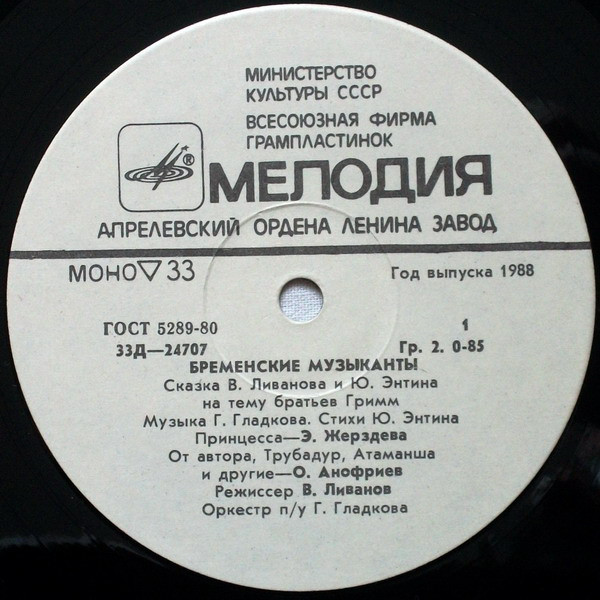 МИНИСТЕРСТВО
КУЛЬТУРЫ СССР
ВСЕСОЮЗНАЯ ФИРМА
ГРАМПЛАСТИНОК
®
МЕЛОДИЯ
АПРЕЛЕВСКИЙ ОРДЕНА ЛЕНИНА ЗАВОД
МОНО▽33 Год выпуска 1988
ГОСТ 5289-80 1
33Д—24707 Гр. 2. 0-85
БРЕМЕНСКИЕ МУЗЫКАНТЫ
Сказка В. Ливанова и Ю. Энтина
на тему братьев Гримм
Музыка Г. Гладкова. Стихи Ю. Энтина
Принцесса—Э. Жерздева
От автора, Трубадур, Атаманша
и другие—О. Анофриев
Режиссер В. Ливанов
Оркестр п/у Г. Гладкова